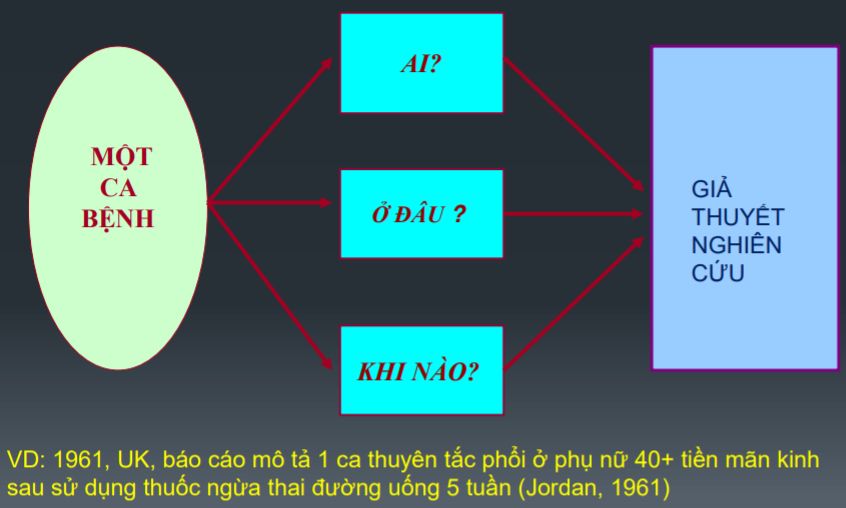 MỘT
CA
BỆNH
AI?
Ở ĐÂU ?
KHI NÀO?
GIẢ
THUYẾT
NGHIÊN
CỨU
VD: 1961, UK, báo cáo mô tả 1 ca thuyên tắc phổi ở phụ nữ 40+ tiền mãn kinh
sau sử dụng thuốc ngừa thai đường uống 5 tuần (Jordan, 1961)